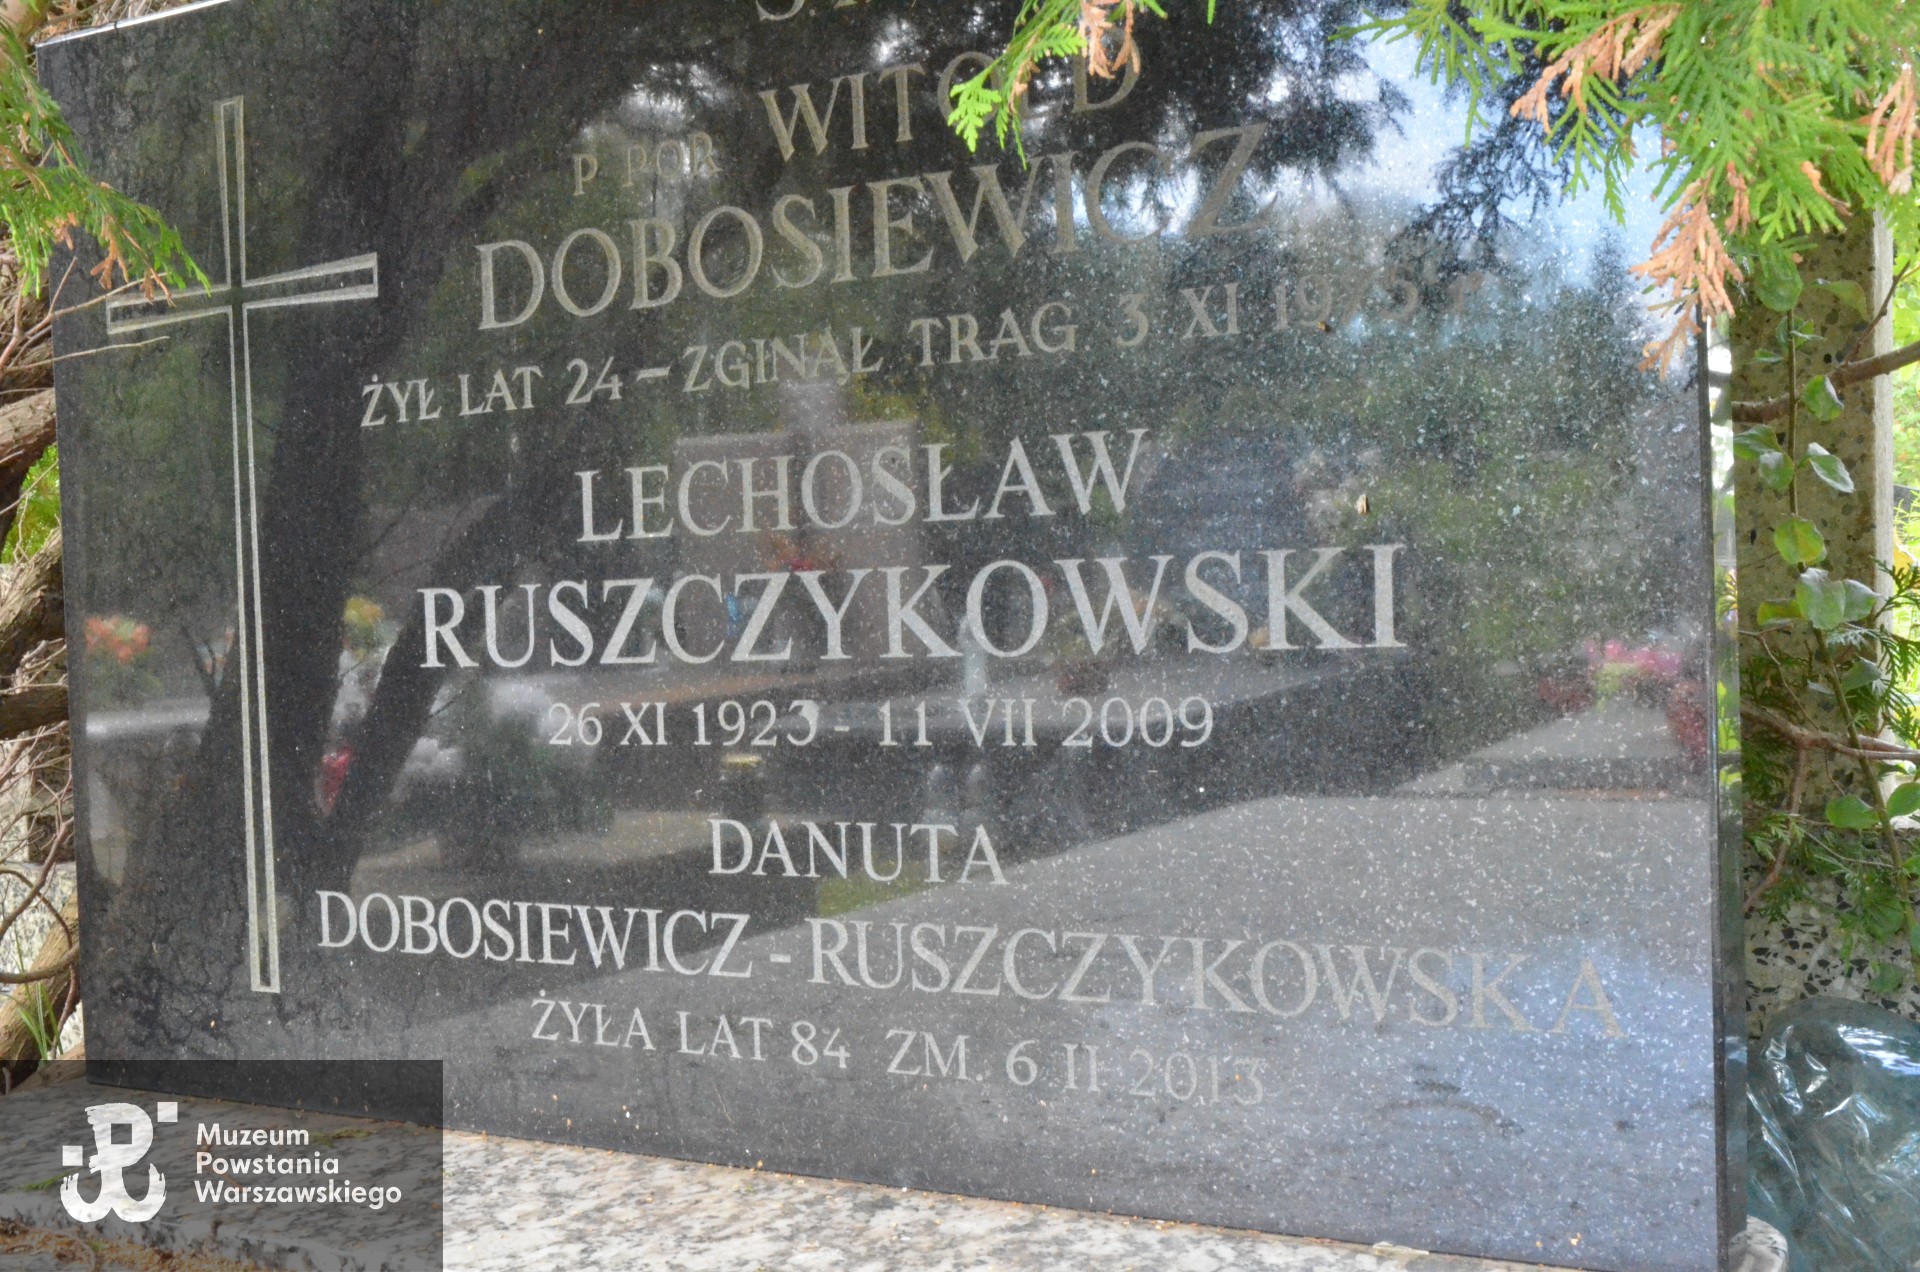 P POR WITOLD
DOBOSIEWICZ
ŻYŁ LAT 24 – ZGINĄŁ TRAG 3 XI 1975 r
LECHOSŁAW
RUSZCZYKOWSKI
26 XI 1923 - 11 VII 2009
DANUTA
DOBOSIEWICZ - RUSZCZYKOWSKA
ŻYŁA LAT 84 ZM. 6 II 2013
Muzeum
Powstania
Warszawskiego